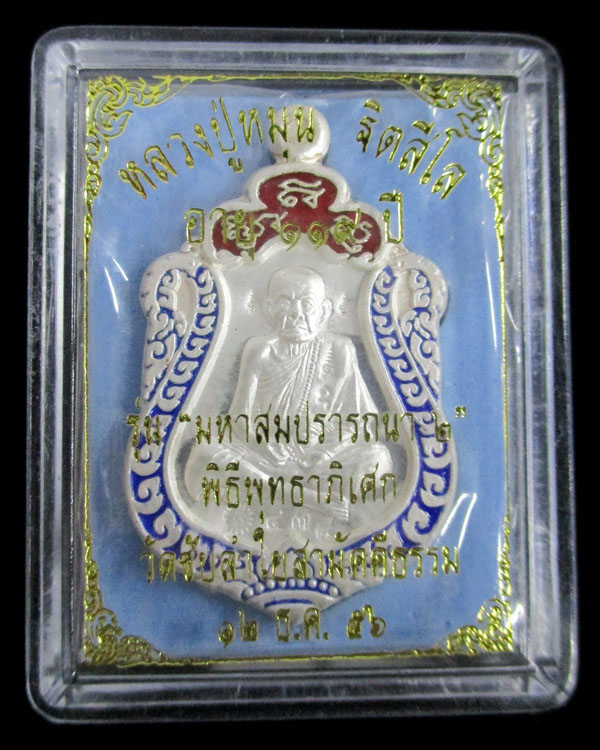 หลวงปู่หมุน ฐิตสีโล
อายุ ๑๑๙ ปี
รุ่น "มหาสมปรารถนา ๒"
พิธีพุทธาภิเศก
วัดซับลำใยสามัคคีธรรม
๑๒ ธ.ค. ๕๖